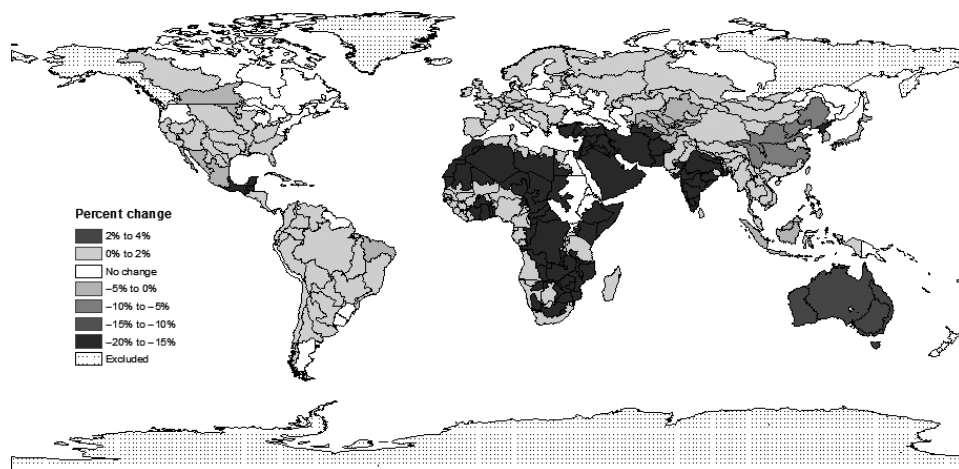 Percent change
2% to 4%
0% to 2%
No change
–5% to 0%
–10% to –5%
–15% to –10%
–20% to –15%
Excluded